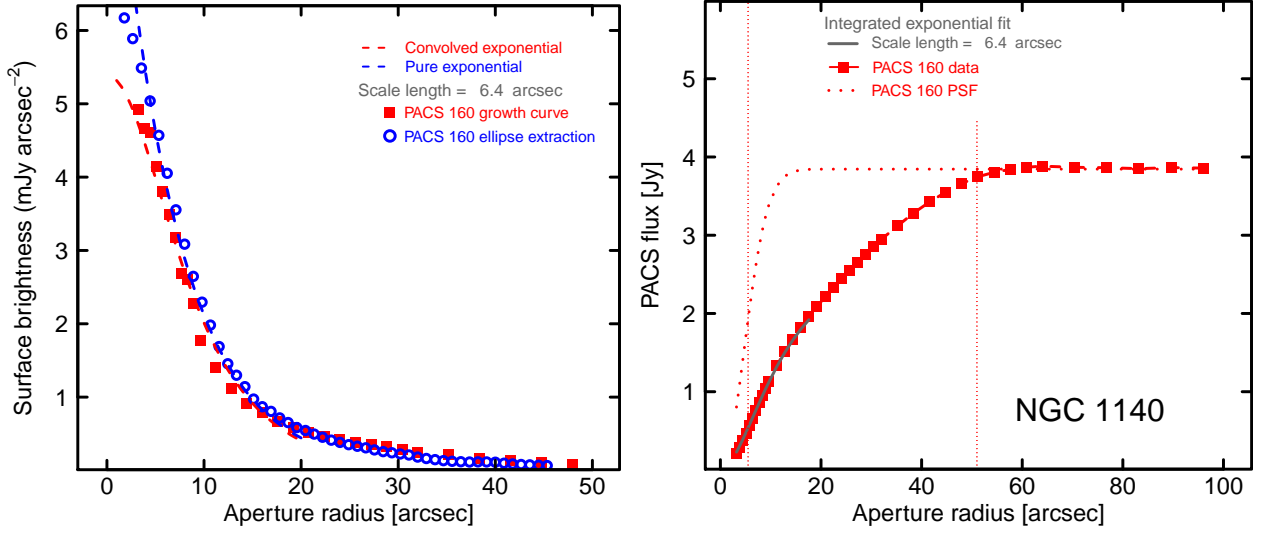 Surface brightness (mJy arcsec−2)
6
5
4
3
2
1
0 10 20 30 40 50
Aperture radius [arcsec]
Convolved exponential
Pure exponential
Scale length = 6.4 arcsec
PACS 160 growth curve
PACS 160 ellipse extraction
PACS flux [Jy]
5
4
3
2
1
0 20 40 60 80 100
Aperture radius [arcsec]
Integrated exponential fit
Scale length = 6.4 arcsec
PACS 160 data
PACS 160 PSF
NGC 1140